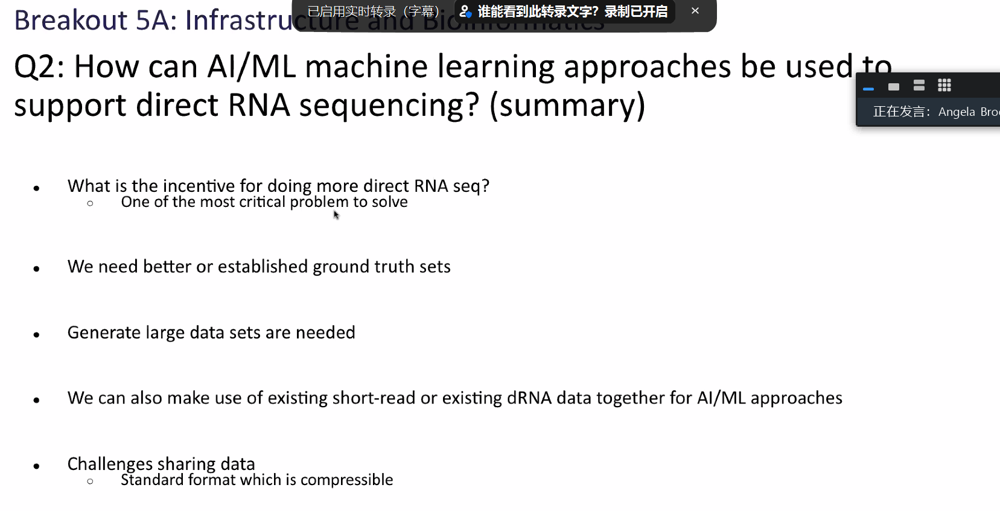 已启用实时转录（字幕） 谁能看到此转录文字？录制已开启
Breakout 5A: Infrastructure and Bioinformatics
Q2: How can AI/ML machine learning approaches be used to
support direct RNA sequencing? (summary)
正在发言： Angela
What is the incentive for doing more direct RNA seq?
One of the most critical problem to solve
We need better or established ground truth sets
Generate large data sets are needed
We can also make use of existing short-read or existing dRNA data together for AI/ML approaches
Challenges sharing data
Standard format which is compressible